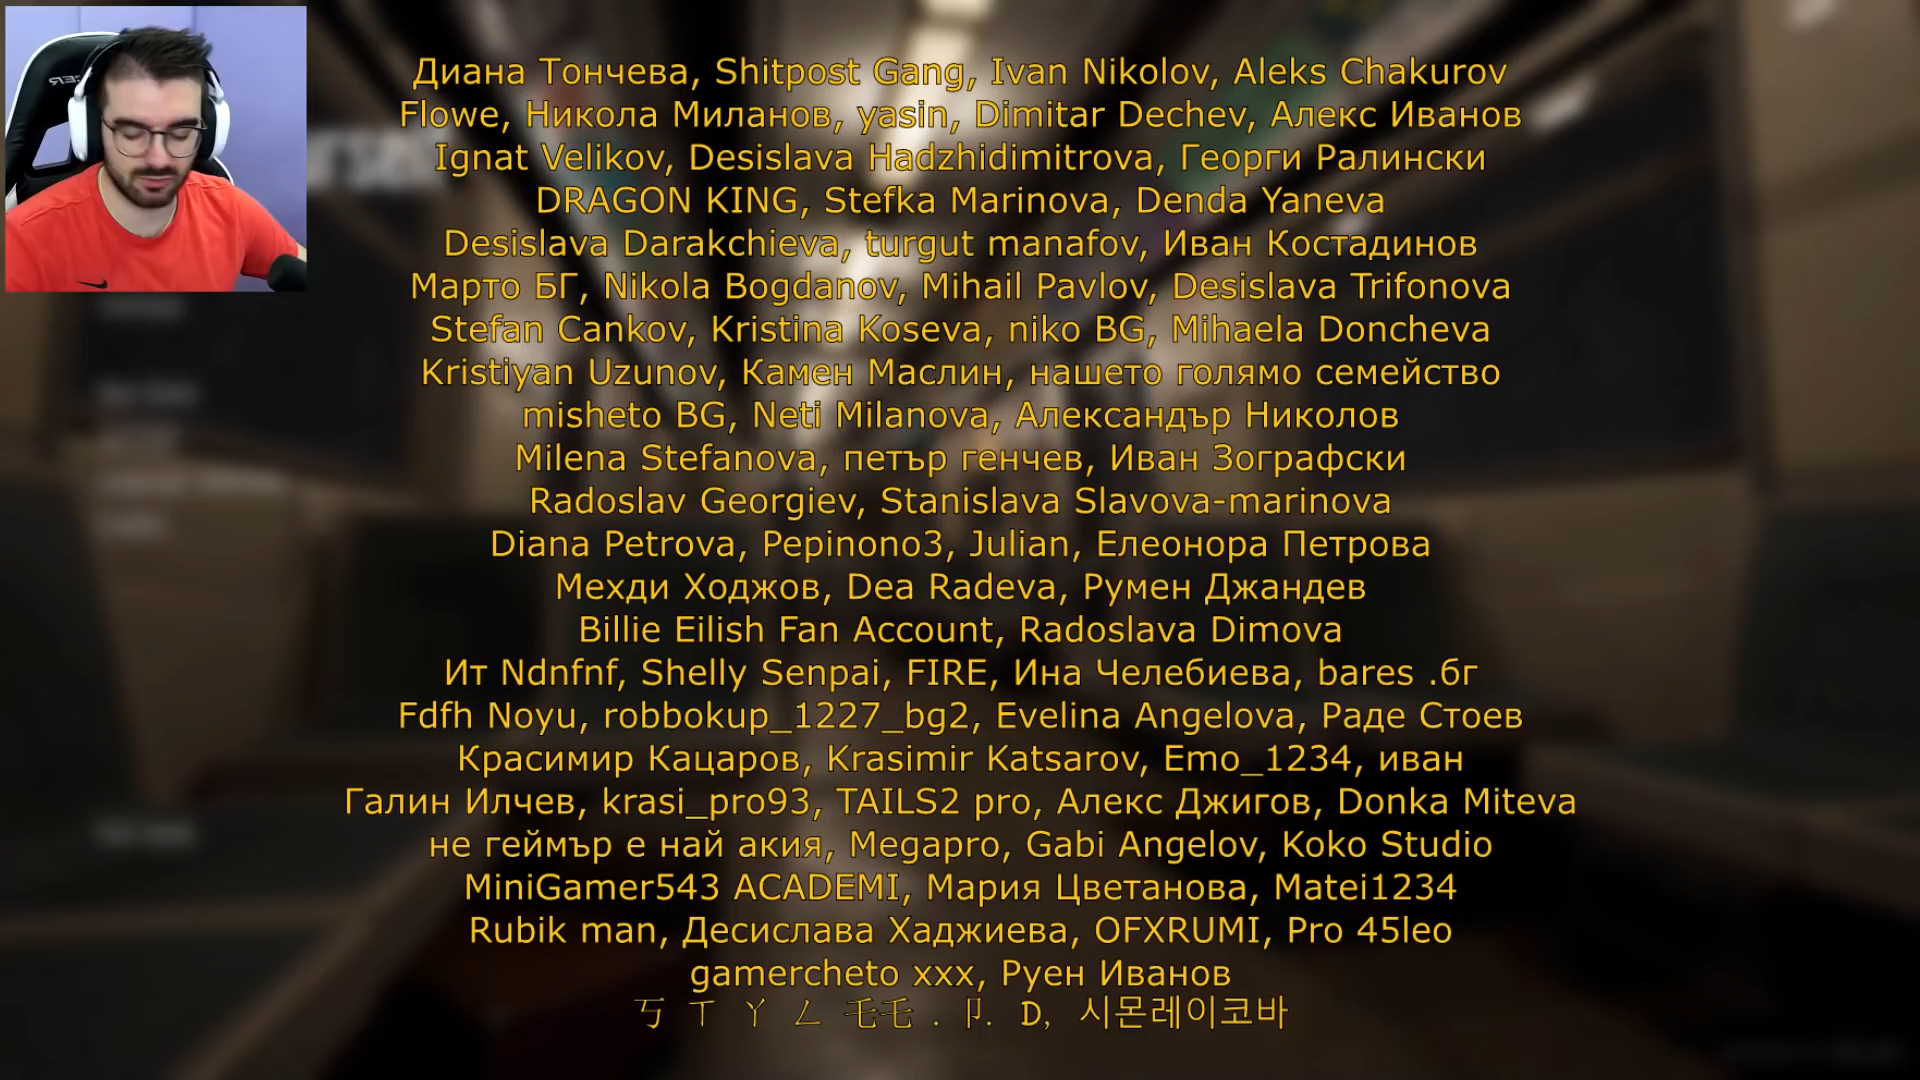 Диана Тончева, Shitpost Gang, Ivan Nikolov, Aleks Chakurov
Flowe, Никола Миланов, yasin, Dimitar Dechev, Алекс Иванов
Ignat Velikov, Desislava Hadzhidimitrova, Георги Ралински
DRAGON KING, Stefka Marinova, Denda Yaneva
Desislava Darakchieva, turgut manafov, Иван Костадинов
Марто БГ, Nikola Bogdanov, Mihail Pavlov, Desislava Trifonova
Stefan Cankov, Kristina Koseva, niko BG, Mihaela Doncheva
Kristiyan Uzunov, Камен Маслин, нашето голямо семейство
misheto BG, Neti Milanova, Александър Николов
Milena Stefanova, петър генчев, Иван Зографски
Radoslav Georgiev, Stanislava Slavova-marinova
Diana Petrova, Pepinono3, Julian, Елеонора Петрова
Мехди Ходжов, Dea Radeva, Румен Джандев
Billie Eilish Fan Account, Radoslava Dimova
Ит Ndnfnf, Shelly Senpai, FIRE, Ина Челебиева, bares .бг
Fdfh Noyu, robbokup_1227_bg2, Evelina Angelova, Раде Стоев
Красимир Кацаров, Krasimir Katsarov, Emo_1234, иван
Галин Илчев, krasi_pro93, TAILS2 pro, Алекс Джигов, Donka Miteva
не геймър е най акия, Megapro, Gabi Angelov, Koko Studio
MiniGamer543 ACADEMI, Мария Цветанова, Matei1234
Rubik man, Десислава Хаджиева, OFXRUMI, Pro 45leo
gamercheto xxx, Руен Иванов
丂 ㄒ ㄚ ㄥ 乇乇 . 卩. D, 시몬레이코바